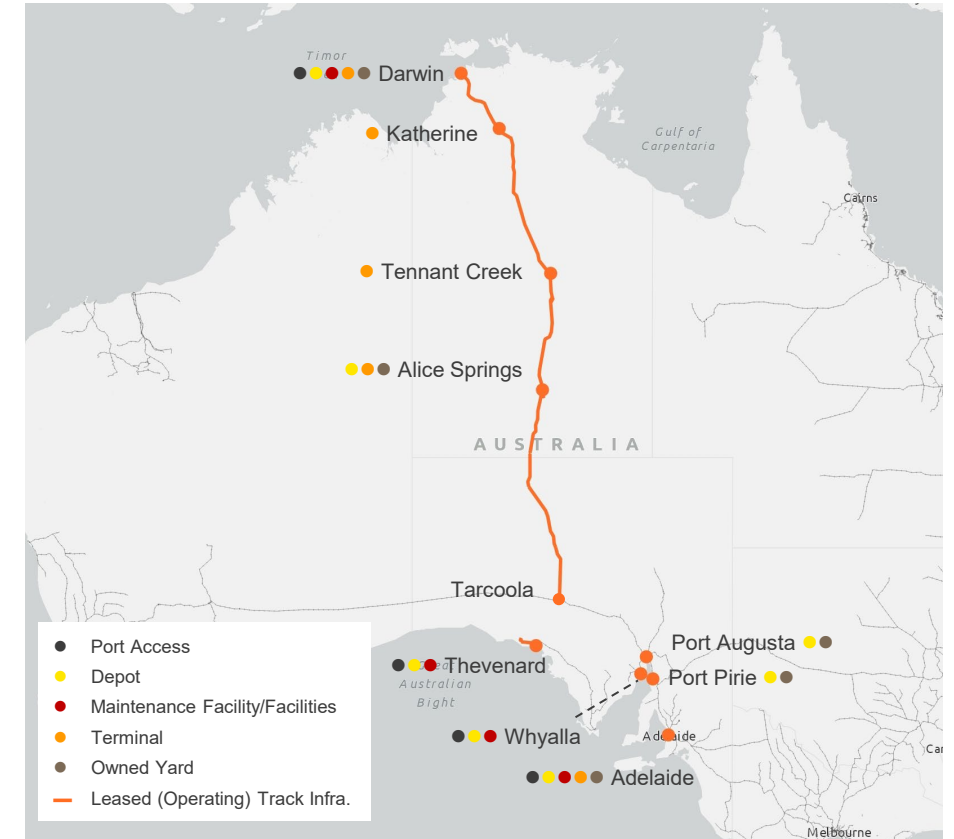 Timor
Darwin
Katherine
Gulf of
Carpentaria
Cairns
Tennant Creek
Alice Springs
AUSTRALIA
Tarcoola
Port Augusta
Thevenard
Australian
Bight
Port Pirie
Whyalla
Adelaide
Adelaide
Melbourne
Port Access
Depot
Maintenance Facility/Facilities
Terminal
Owned Yard
Leased (Operating) Track Infra.